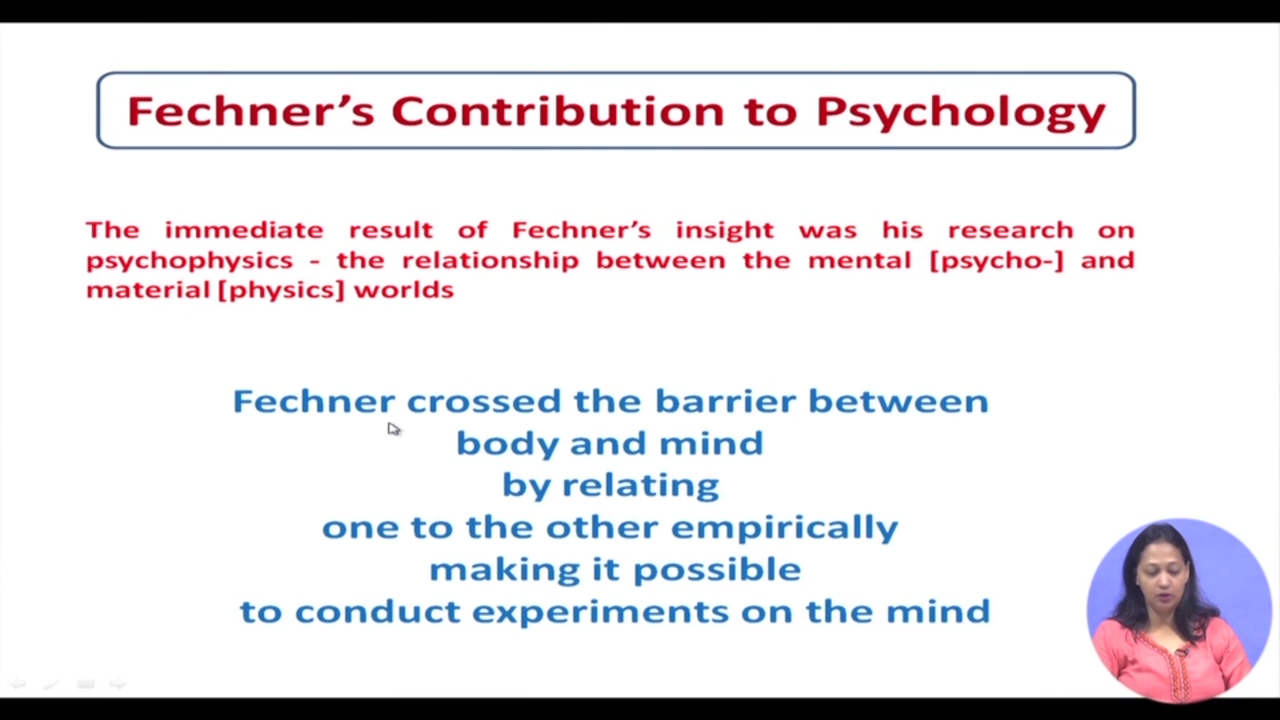 Fechner’s Contribution to Psychology
The immediate result of Fechner’s insight was his research on
psychophysics - the relationship between the mental [psycho-] and
material [physics] worlds
Fechner crossed the barrier between
body and mind
by relating
one to the other empirically
making it possible
to conduct experiments on the mind